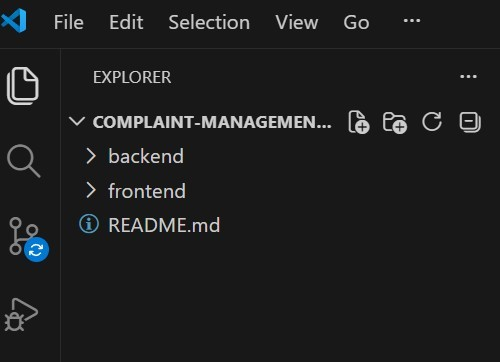 File Edit Selection View Go ...
EXPLORER ...
COMPLAINT-MANAGEMEN...
backend
frontend
README.md